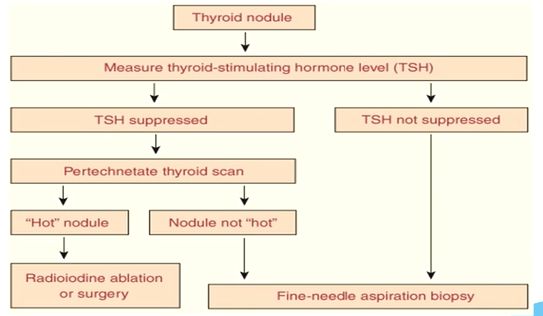 Thyroid nodule
Measure thyroid-stimulating hormone level (TSH)
TSH suppressed
TSH not suppressed
Pertechnetate thyroid scan
“Hot” nodule
Nodule not “hot”
Radioiodine ablation
or surgery
Fine-needle aspiration biopsy